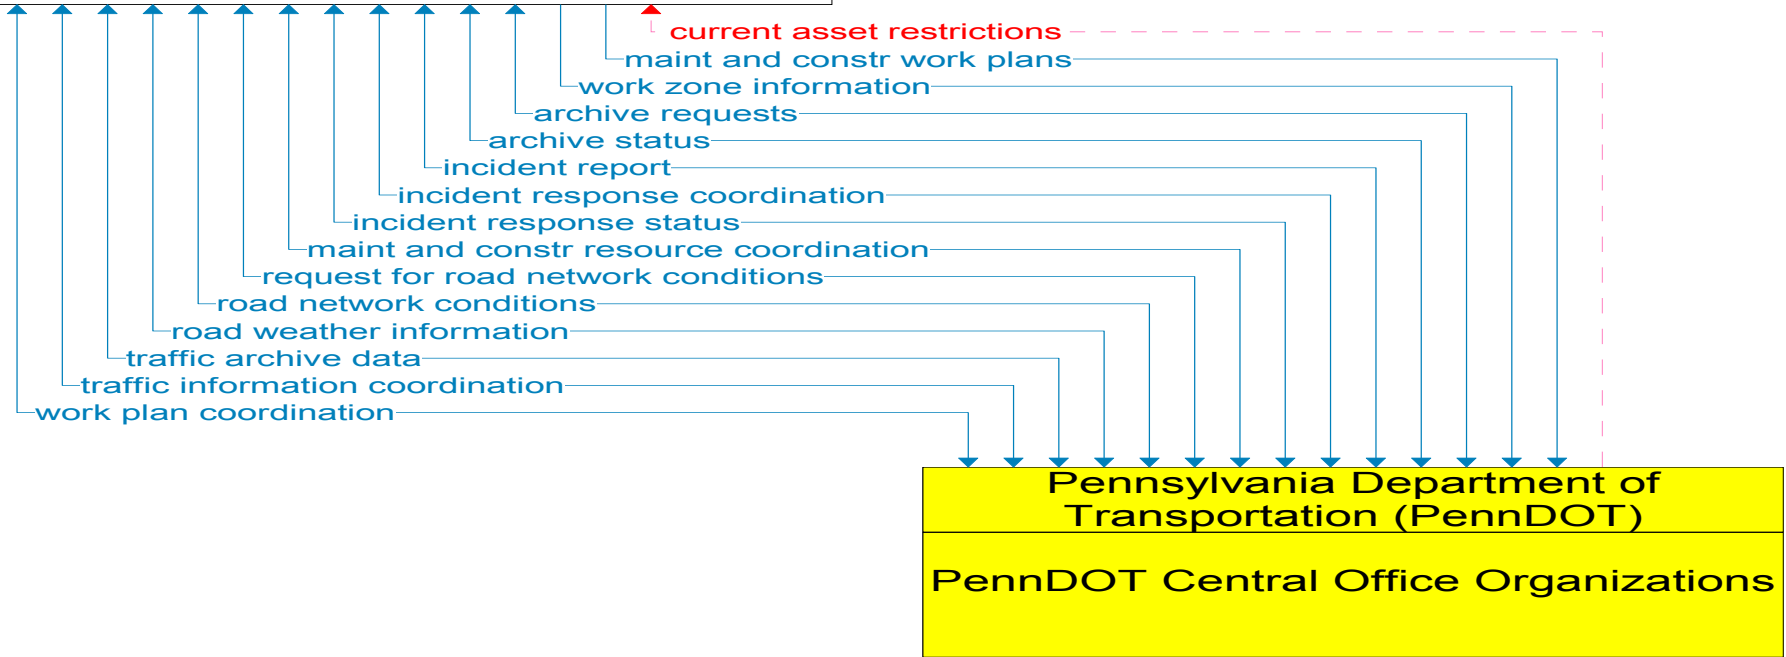 current asset restrictions
maint and constr work plans
work zone information
archive requests
archive status
incident report
incident response coordination
incident response status
maint and constr resource coordination
request for road network conditions
road network conditions
road weather information
traffic archive data
traffic information coordination
work plan coordination
Pennsylvania Department of
Transportation (PennDOT)
PennDOT Central Office Organizations